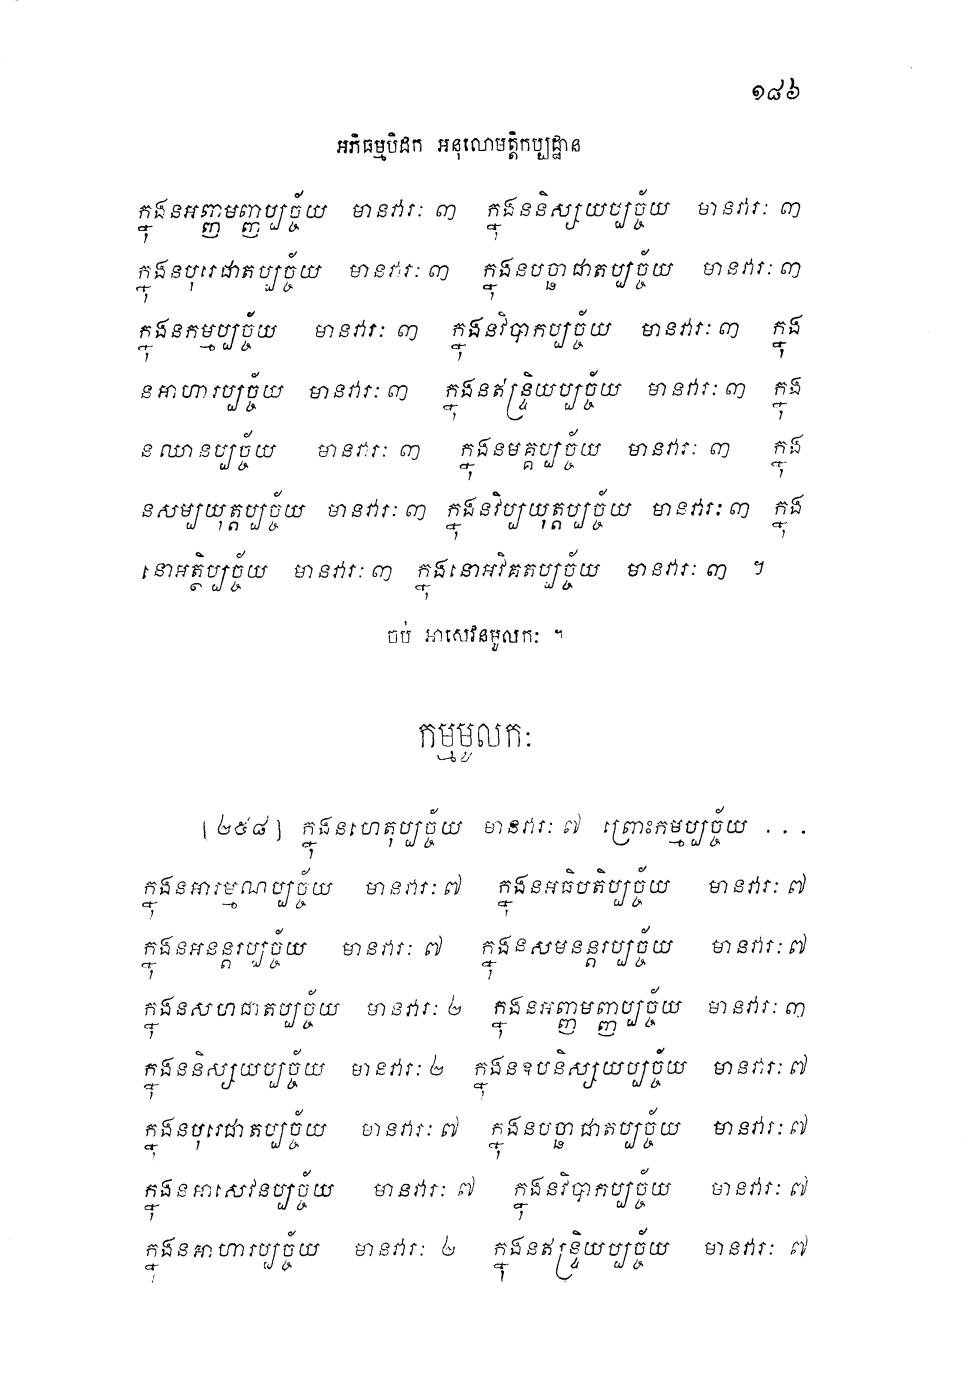 ១៨៦
អភិធម្មបិដក អនុលោមត្តិកប្បដ្ឋាន
ក្នុងនអញ្ញមញ្ញប្បច្ច័យ មានវារៈ ៣ ក្នុងននិស្សយប្បច្ច័យ មានវារៈ ៣
ក្នុងនបុរេជាតប្បច្ច័យ មានវារៈ ៣ ក្នុងនបច្ឆាជាតប្បច្ច័យ មានវារៈ ៣
ក្នុងនកម្មប្បច្ច័យ មានវារៈ ៣ ក្នុងនវិបាកប្បច្ច័យ មានវារៈ ៣ ក្នុង
នអាហារប្បច្ច័យ មានវារៈ ៣ ក្នុងនឥន្ទ្រិយប្បច្ច័យ មានវារៈ ៣ ក្នុង
នឈានប្បច្ច័យ មានវារៈ ៣ ក្នុងនមគ្គប្បច្ច័យ មានវារៈ ៣ ក្នុង
នសម្បយុត្តប្បច្ច័យ មានវារៈ ៣ ក្នុងនវិប្បយុត្តប្បច្ច័យ មានវារៈ ៣ ក្នុង
នោអត្ថិប្បច្ច័យ មានវារៈ ៣ ក្នុងនោអវិគតប្បច្ច័យ មានវារៈ ៣ ។
ចប់ អាសេវនមូលកៈ ។
កម្មមូលកៈ
[២៥៨] ក្នុងនហេតុប្បច្ច័យ មានវារៈ ៧ ព្រោះកម្មប្បច្ច័យ ...
ក្នុងនអារម្មណប្បច្ច័យ មានវារៈ ៧ ក្នុងនអធិបតិប្បច្ច័យ មានវារៈ ៧
ក្នុងនអនន្តរប្បច្ច័យ មានវារៈ ៧ ក្នុងនសមនន្តរប្បច្ច័យ មានវារៈ ៧
ក្នុងនសហជាតប្បច្ច័យ មានវារៈ ២ ក្នុងនអញ្ញមញ្ញប្បច្ច័យ មានវារៈ ៣
ក្នុងននិស្សយប្បច្ច័យ មានវារៈ ២ ក្នុងនឧបនិស្សយប្បច្ច័យ មានវារៈ ៧
ក្នុងនបុរេជាតប្បច្ច័យ មានវារៈ ៧ ក្នុងនបច្ឆាជាតប្បច្ច័យ មានវារៈ ៧
ក្នុងនអាសេវនប្បច្ច័យ មានវារៈ ៧ ក្នុងនវិបាកប្បច្ច័យ មានវារៈ ៧
ក្នុងនអាហារប្បច្ច័យ មានវារៈ ២ ក្នុងនឥន្ទ្រិយប្បច្ច័យ មានវារៈ ៧